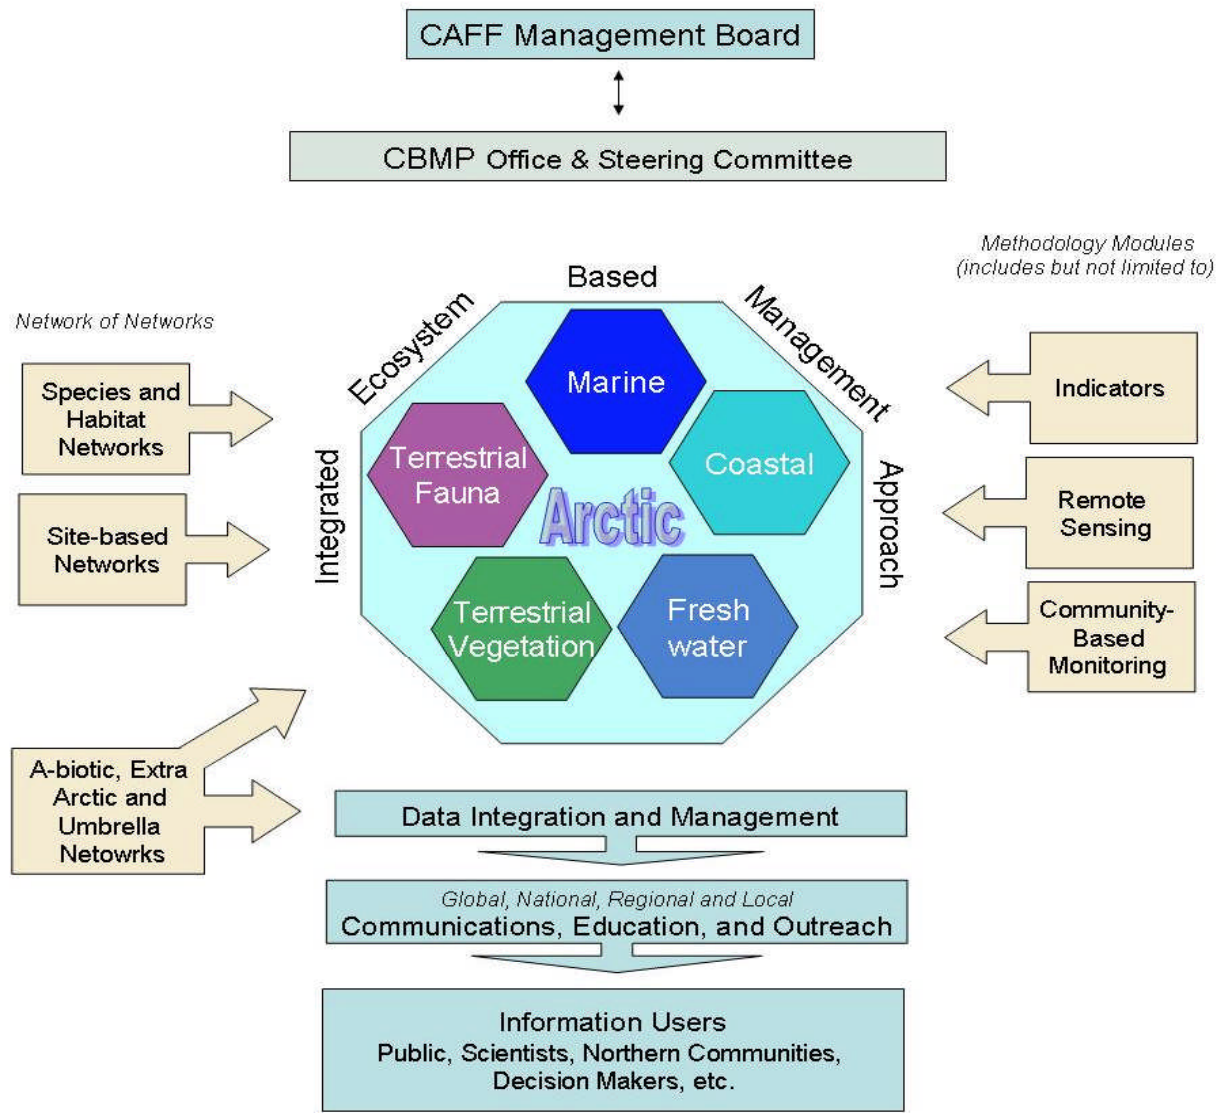 CAFF Management Board
CBMP Office & Steering Committee
Methodology Modules
(includes but not limited to)
Network of Networks
Integrated
Ecosystem
Based
Management
Approach
Species and
Habitat
Networks
Site-based
Networks
A-biotic, Extra
Arctic and
Umbrella
Netowrks
Marine
Terrestrial
Fauna
Coastal
Arctic
Terrestrial
Vegetation
Fresh
water
Indicators
Remote
Sensing
Community-
Based
Monitoring
Data Integration and Management
Global, National, Regional and Local
Communications, Education, and Outreach
Information Users
Public, Scientists, Northern Communities,
Decision Makers, etc.